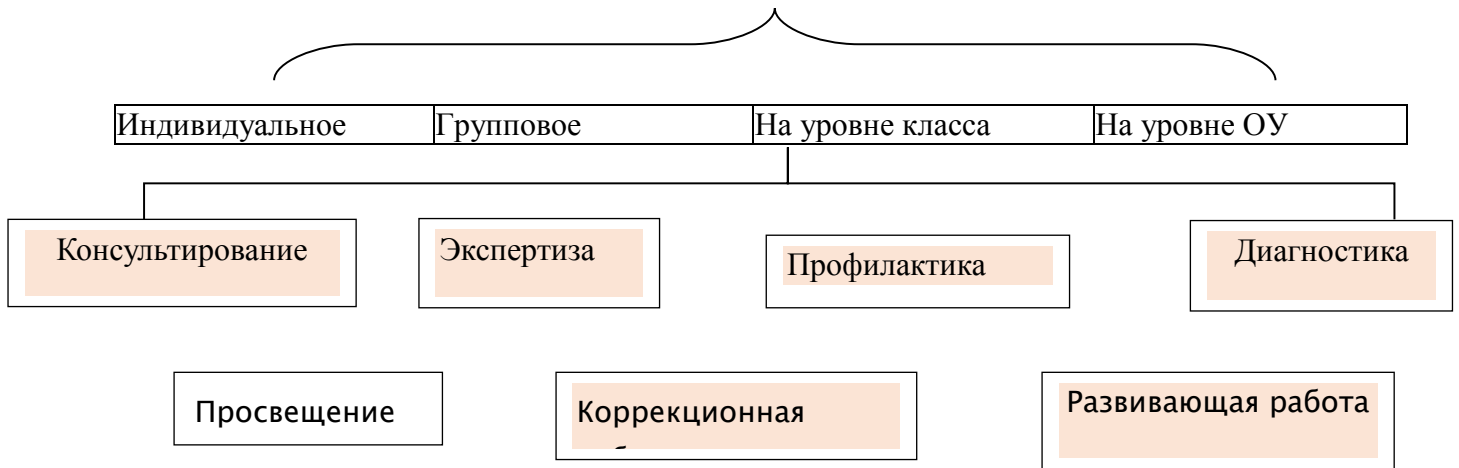 Индивидуальное Групповое На уровне класса На уровне ОУ
Консультирование
Экспертиза
Профилактика
Диагностика
Просвещение
Коррекционная
Развивающая работа